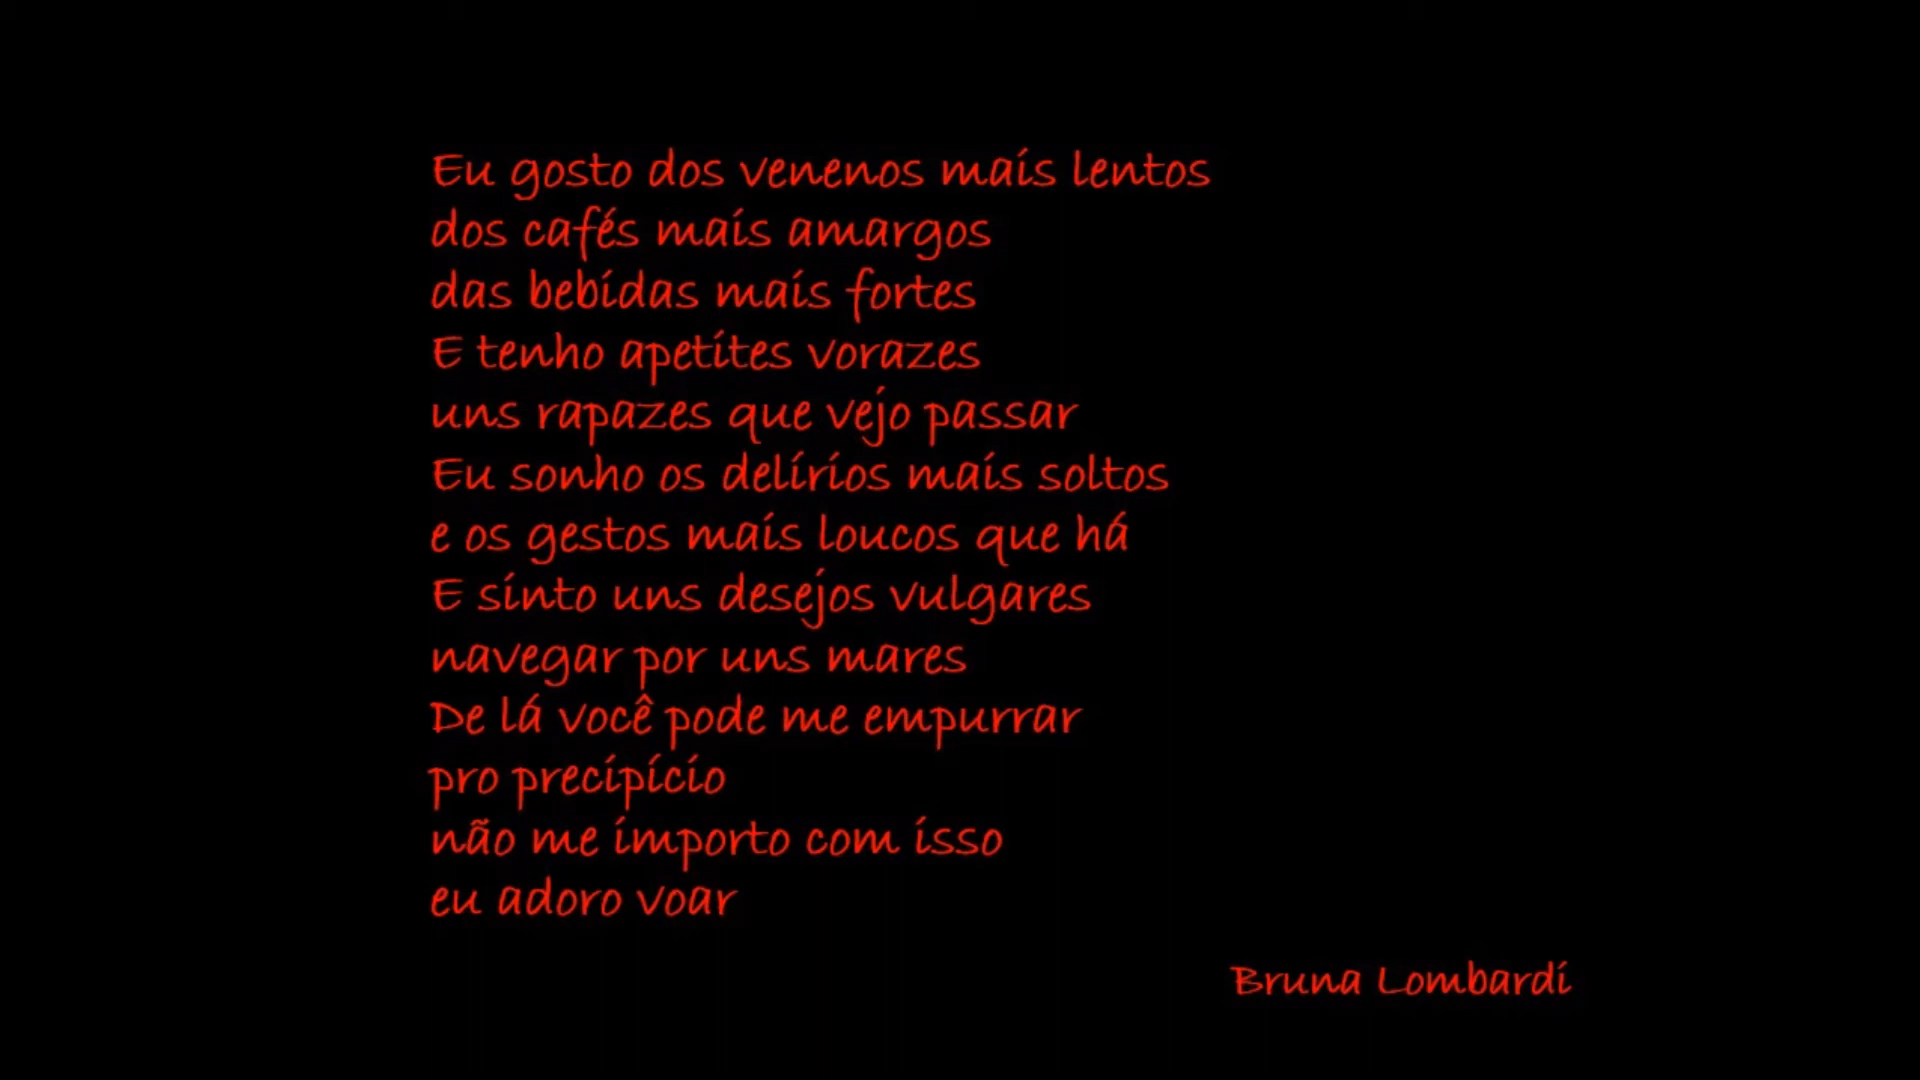 Eu gosto dos venenos mais lentos
dos cafés mais amargos
das bebidas mais fortes
E tenho apetites vorazes
uns rapazes que vejo passar
Eu sonho os delírios mais soltos
e os gestos mais loucos que há
E sinto uns desejos vulgares
navegar por uns mares
De lá você pode me empurrar
pro precipício
não me importo com isso
eu adoro voar
Bruna Lombardi